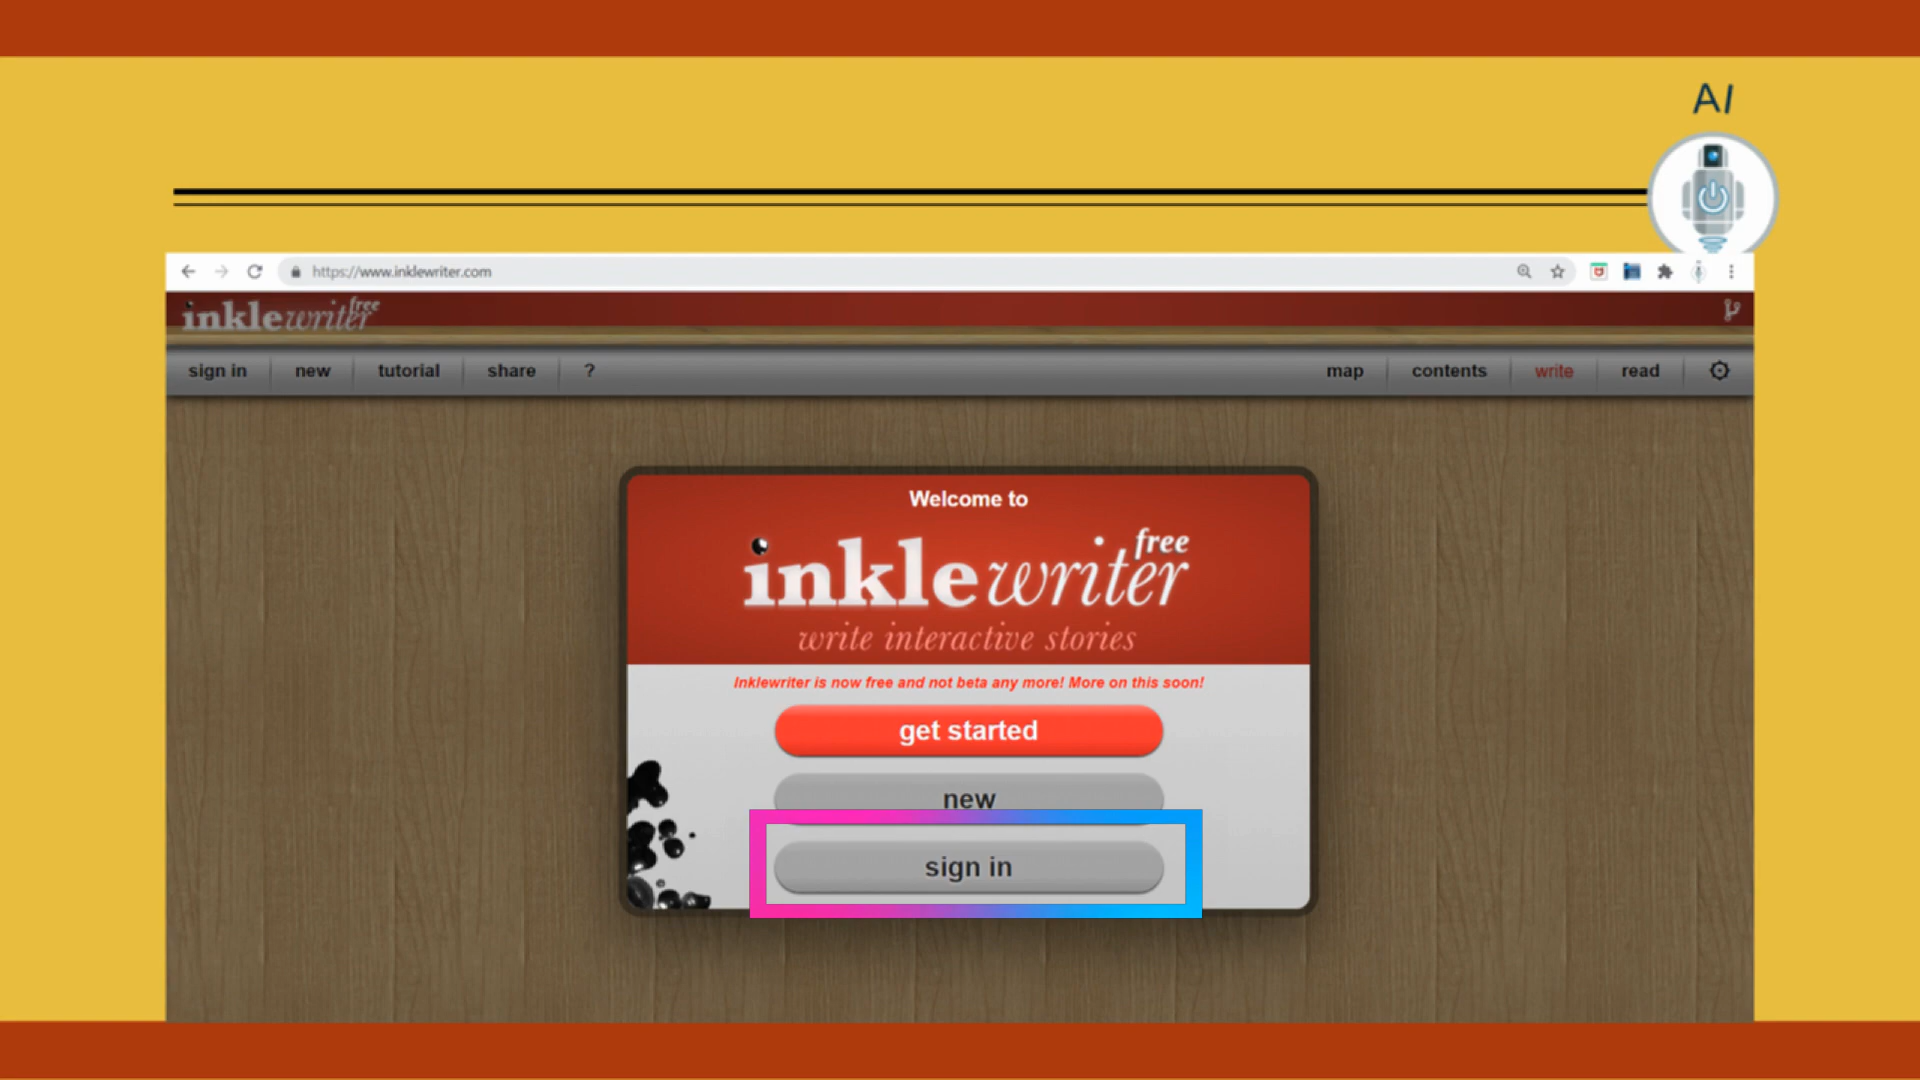 AI
https://www.inklewriter.com
inklewriter free
sign in new tutorial share ? map contents write read
Welcome to
inklewriter free
write interactive stories
Inklewriter is now free and not beta any more! More on this soon!
get started
new
sign in